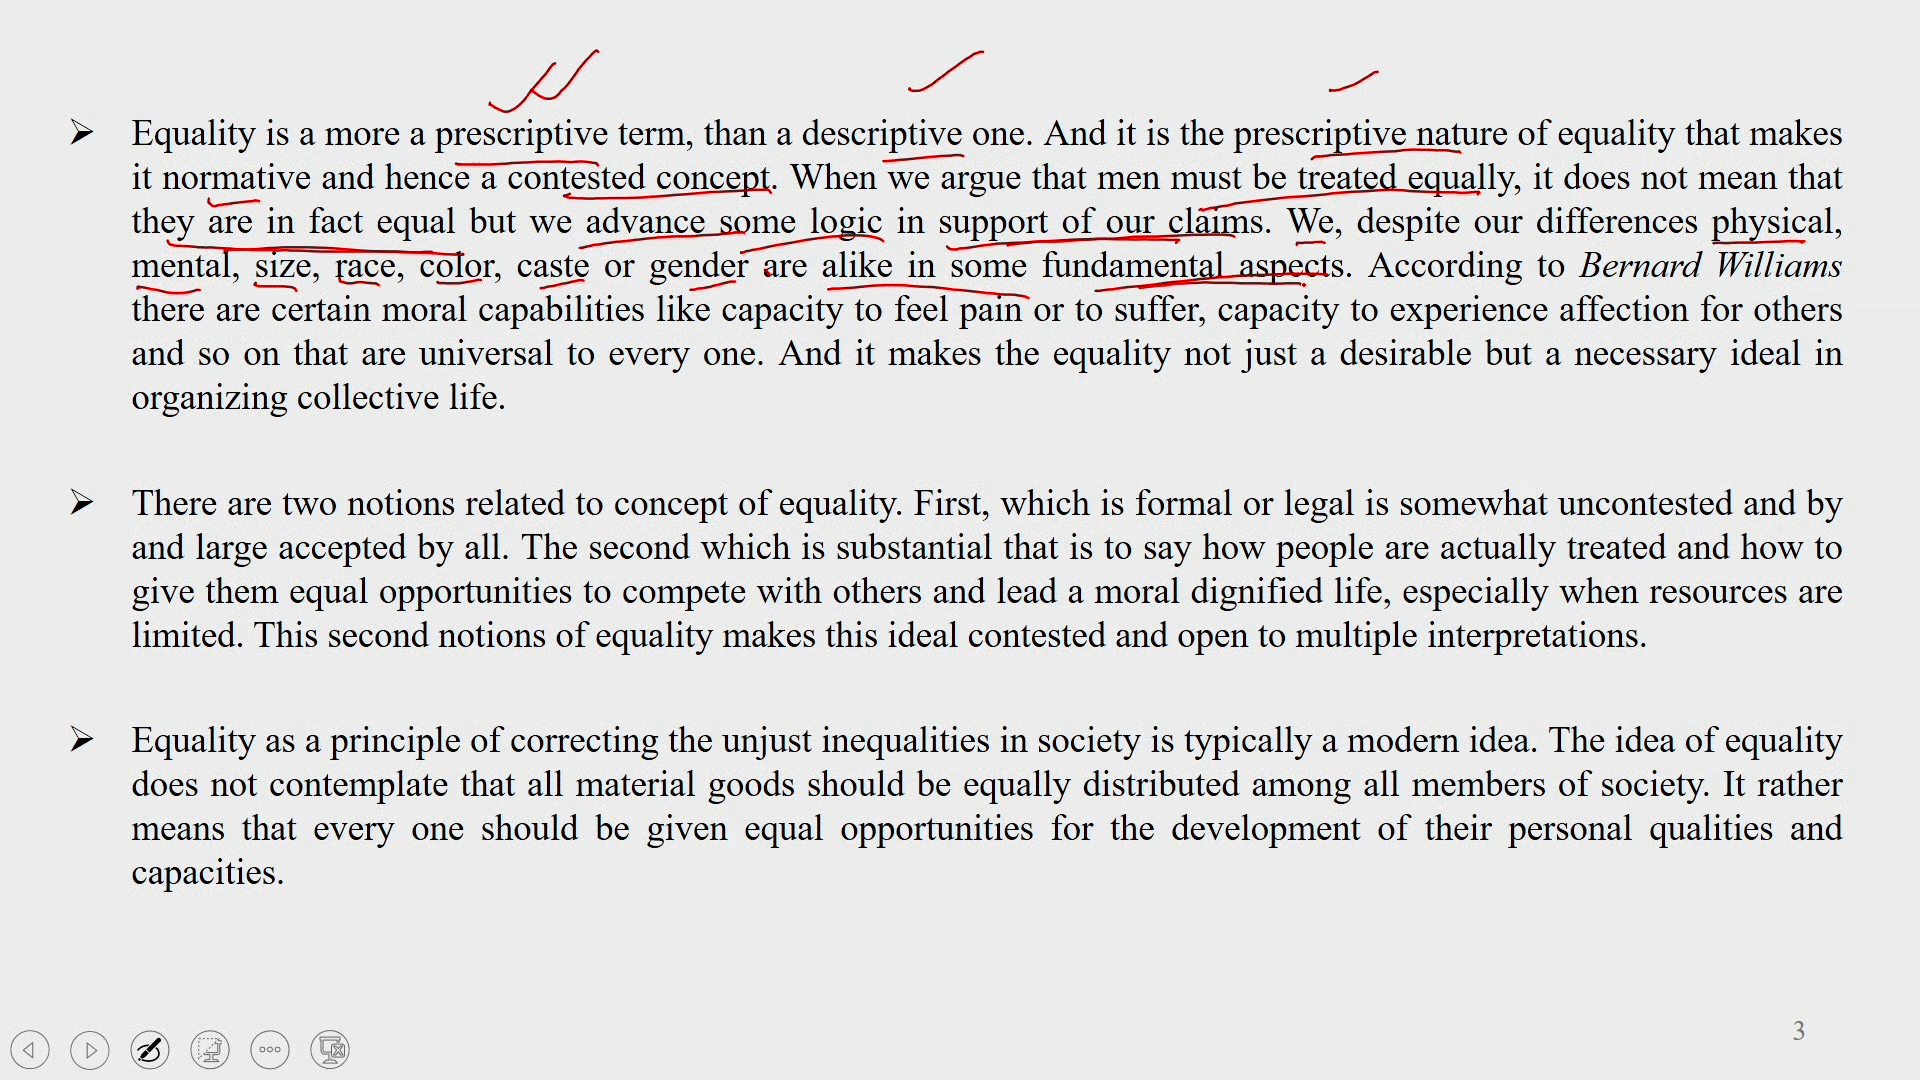 ➢ Equality is a more a prescriptive term, than a descriptive one. And it is the prescriptive nature of equality that makes
it normative and hence a contested concept. When we argue that men must be treated equally, it does not mean that
they are in fact equal but we advance some logic in support of our claims. We, despite our differences physical,
mental, size, race, color, caste or gender are alike in some fundamental aspects. According to Bernard Williams
there are certain moral capabilities like capacity to feel pain or to suffer, capacity to experience affection for others
and so on that are universal to every one. And it makes the equality not just a desirable but a necessary ideal in
organizing collective life.
➢ There are two notions related to concept of equality. First, which is formal or legal is somewhat uncontested and by
and large accepted by all. The second which is substantial that is to say how people are actually treated and how to
give them equal opportunities to compete with others and lead a moral dignified life, especially when resources are
limited. This second notions of equality makes this ideal contested and open to multiple interpretations.
➢ Equality as a principle of correcting the unjust inequalities in society is typically a modern idea. The idea of equality
does not contemplate that all material goods should be equally distributed among all members of society. It rather
means that every one should be given equal opportunities for the development of their personal qualities and
capacities.
3